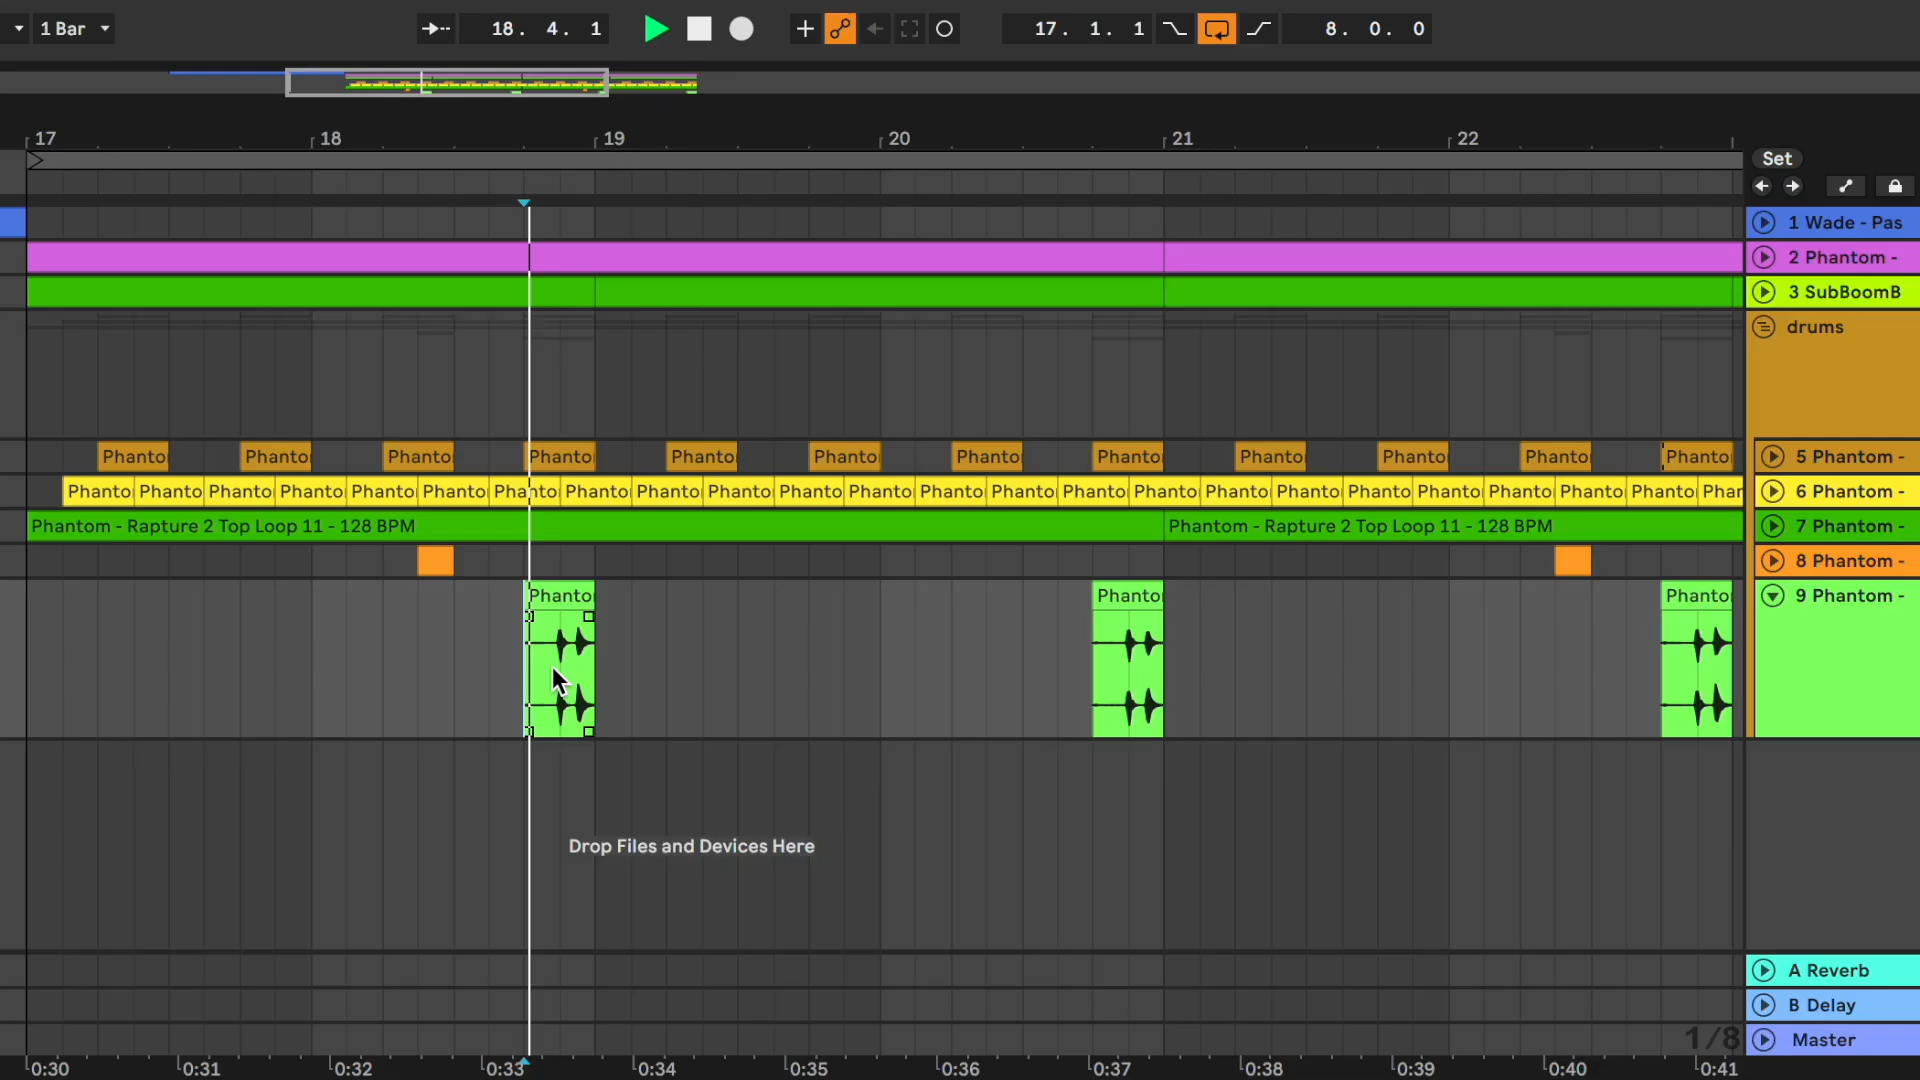 1 Bar 18. 4. 1 17. 1. 1 8. 0. 0
17 18 19 20 21 22
Set
1 Wade - Pas
2 Phantom -
3 SubBoomB
drums
Phanto Phanto Phanto Phanto Phanto Phanto Phanto Phanto Phanto Phanto Phanto Phanto 5 Phantom -
Phanto Phanto Phanto Phanto Phanto Phanto Phanto Phanto Phanto Phanto Phanto Phanto Phanto Phanto Phanto Phanto Phanto Phanto Phanto Phanto Phanto Phanto Phanto Phan 6 Phantom -
Phantom - Rapture 2 Top Loop 11 - 128 BPM Phantom - Rapture 2 Top Loop 11 - 128 BPM 7 Phantom -
8 Phantom -
Phanto Phanto Phanto 9 Phantom -
Drop Files and Devices Here
A Reverb
B Delay
1/8 Master
0:30 0:31 0:32 0:33 0:34 0:35 0:36 0:37 0:38 0:39 0:40 0:41